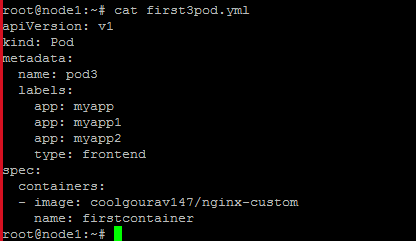 root@node1:~# cat first3pod.yml
apiVersion: v1
kind: Pod
metadata:
  name: pod3
  labels:
    app: myapp
    app: myapp1
    app: myapp2
    type: frontend
spec:
  containers:
  - image: coolgourav147/nginx-custom
    name: firstcontainer
root@node1:~#